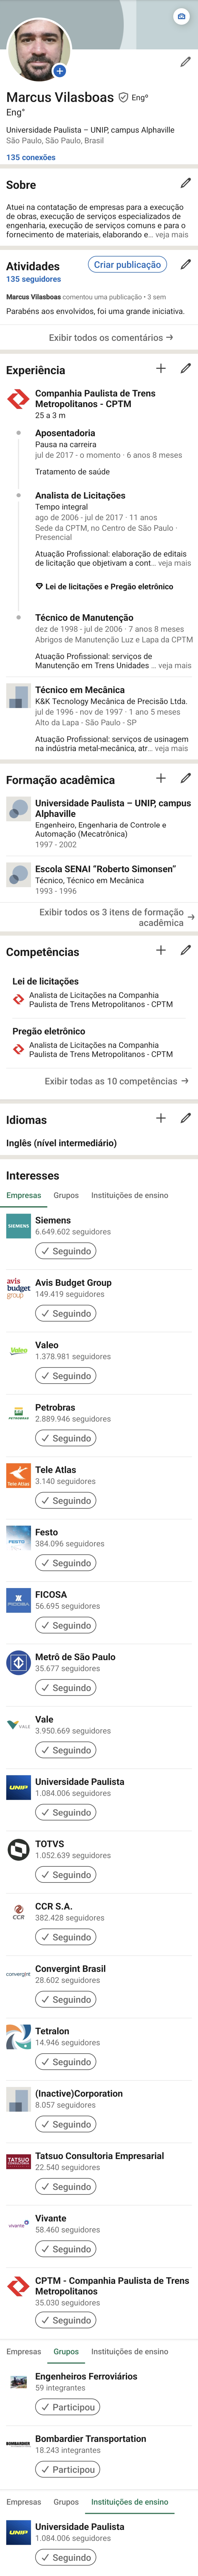 Marcus Vilasboas Engº
Engº
Universidade Paulista – UNIP, campus Alphaville
São Paulo, São Paulo, Brasil
135 conexões
Sobre
Atuei na contatação de empresas para a execução
de obras, execução de serviços especializados de
engenharia, execução de serviços comuns e para o
fornecimento de materiais, elaborando e... veja mais
Atividades
Criar publicação
135 seguidores
Marcus Vilasboas comentou uma publicação • 3 sem
Parabéns aos envolvidos, foi uma grande iniciativa.
Exibir todos os comentários →
Experiência
Companhia Paulista de Trens
Metropolitanos - CPTM
25 a 3 m
Aposentadoria
Pausa na carreira
jul de 2017 - o momento · 6 anos 8 meses
Tratamento de saúde
Analista de Licitações
Tempo integral
ago de 2006 - jul de 2017 · 11 anos
Sede da CPTM, no Centro de São Paulo ·
Presencial
Atuação Profissional: elaboração de editais
de licitação que objetivam a cont... veja mais
Lei de licitações e Pregão eletrônico
Técnico de Manutenção
dez de 1998 - jul de 2006 · 7 anos 8 meses
Abrigos de Manutenção Luz e Lapa da CPTM
Atuação Profissional: serviços de
Manutenção em Trens Unidades ... veja mais
Técnico em Mecânica
K&K Tegnology Mecânica de Precisão Ltda.
jul de 1996 - nov de 1997 · 1 ano 5 meses
Alto da Lapa - São Paulo - SP
Atuação Profissional: serviços de usinagem
na indústria metal-mecânica, atr... veja mais
Formação acadêmica
Universidade Paulista – UNIP, campus
Alphaville
Engenheiro, Engenharia de Controle e
Automação (Mecatrônica)
1997 - 2002
Escola SENAI “Roberto Simonsen”
Técnico, Técnico em Mecânica
1993 - 1996
Exibir todos os 3 itens de formação
acadêmica →
Competências
Lei de licitações
Analista de Licitações na Companhia
Paulista de Trens Metropolitanos - CPTM
Pregão eletrônico
Analista de Licitações na Companhia
Paulista de Trens Metropolitanos - CPTM
Exibir todas as 10 competências →
Idiomas
Inglês (nível intermediário)
Interesses
Empresas Grupos Instituições de ensino
SIEMENS
Siemens
6.649.602 seguidores
✓ Seguindo
avis
budget
group
Avis Budget Group
149.419 seguidores
✓ Seguindo
Valeo
Valeo
1.378.981 seguidores
✓ Seguindo
PETROBRAS
Petrobras
2.889.946 seguidores
✓ Seguindo
Tele Atlas
Tele Atlas
3.140 seguidores
✓ Seguindo
FESTO
Festo
384.096 seguidores
✓ Seguindo
FICOSA
FICOSA
56.695 seguidores
✓ Seguindo
Metrô de São Paulo
35.677 seguidores
✓ Seguindo
VALE
Vale
3.950.669 seguidores
✓ Seguindo
UNIP
Universidade Paulista
1.084.006 seguidores
✓ Seguindo
TOTVS
1.052.639 seguidores
✓ Seguindo
CCR
CCR S.A.
382.428 seguidores
✓ Seguindo
convergint
Convergint Brasil
28.602 seguidores
✓ Seguindo
Tetralon
14.946 seguidores
✓ Seguindo
(Inactive)Corporation
8.057 seguidores
✓ Seguindo
TATSUO
Tatsuo Consultoria Empresarial
22.540 seguidores
✓ Seguindo
vivante
Vivante
58.460 seguidores
✓ Seguindo
CPTM - Companhia Paulista de Trens
Metropolitanos
35.030 seguidores
✓ Seguindo
Empresas Grupos Instituições de ensino
Engenheiros Ferroviários
59 integrantes
✓ Participou
BOMBARDIER
Bombardier Transportation
18.243 integrantes
✓ Participou
Empresas Grupos Instituições de ensino
UNIP
Universidade Paulista
1.084.006 seguidores
✓ Seguindo